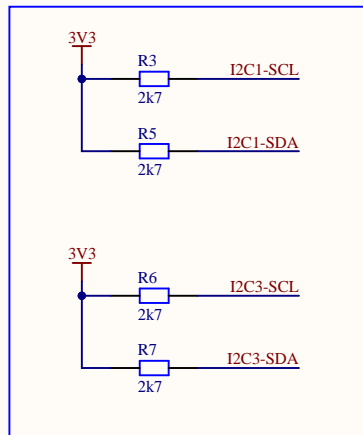 3V3
R3
I2C1-SCL
2k7
R5
I2C1-SDA
2k7
3V3
R6
I2C3-SCL
2k7
R7
I2C3-SDA
2k7